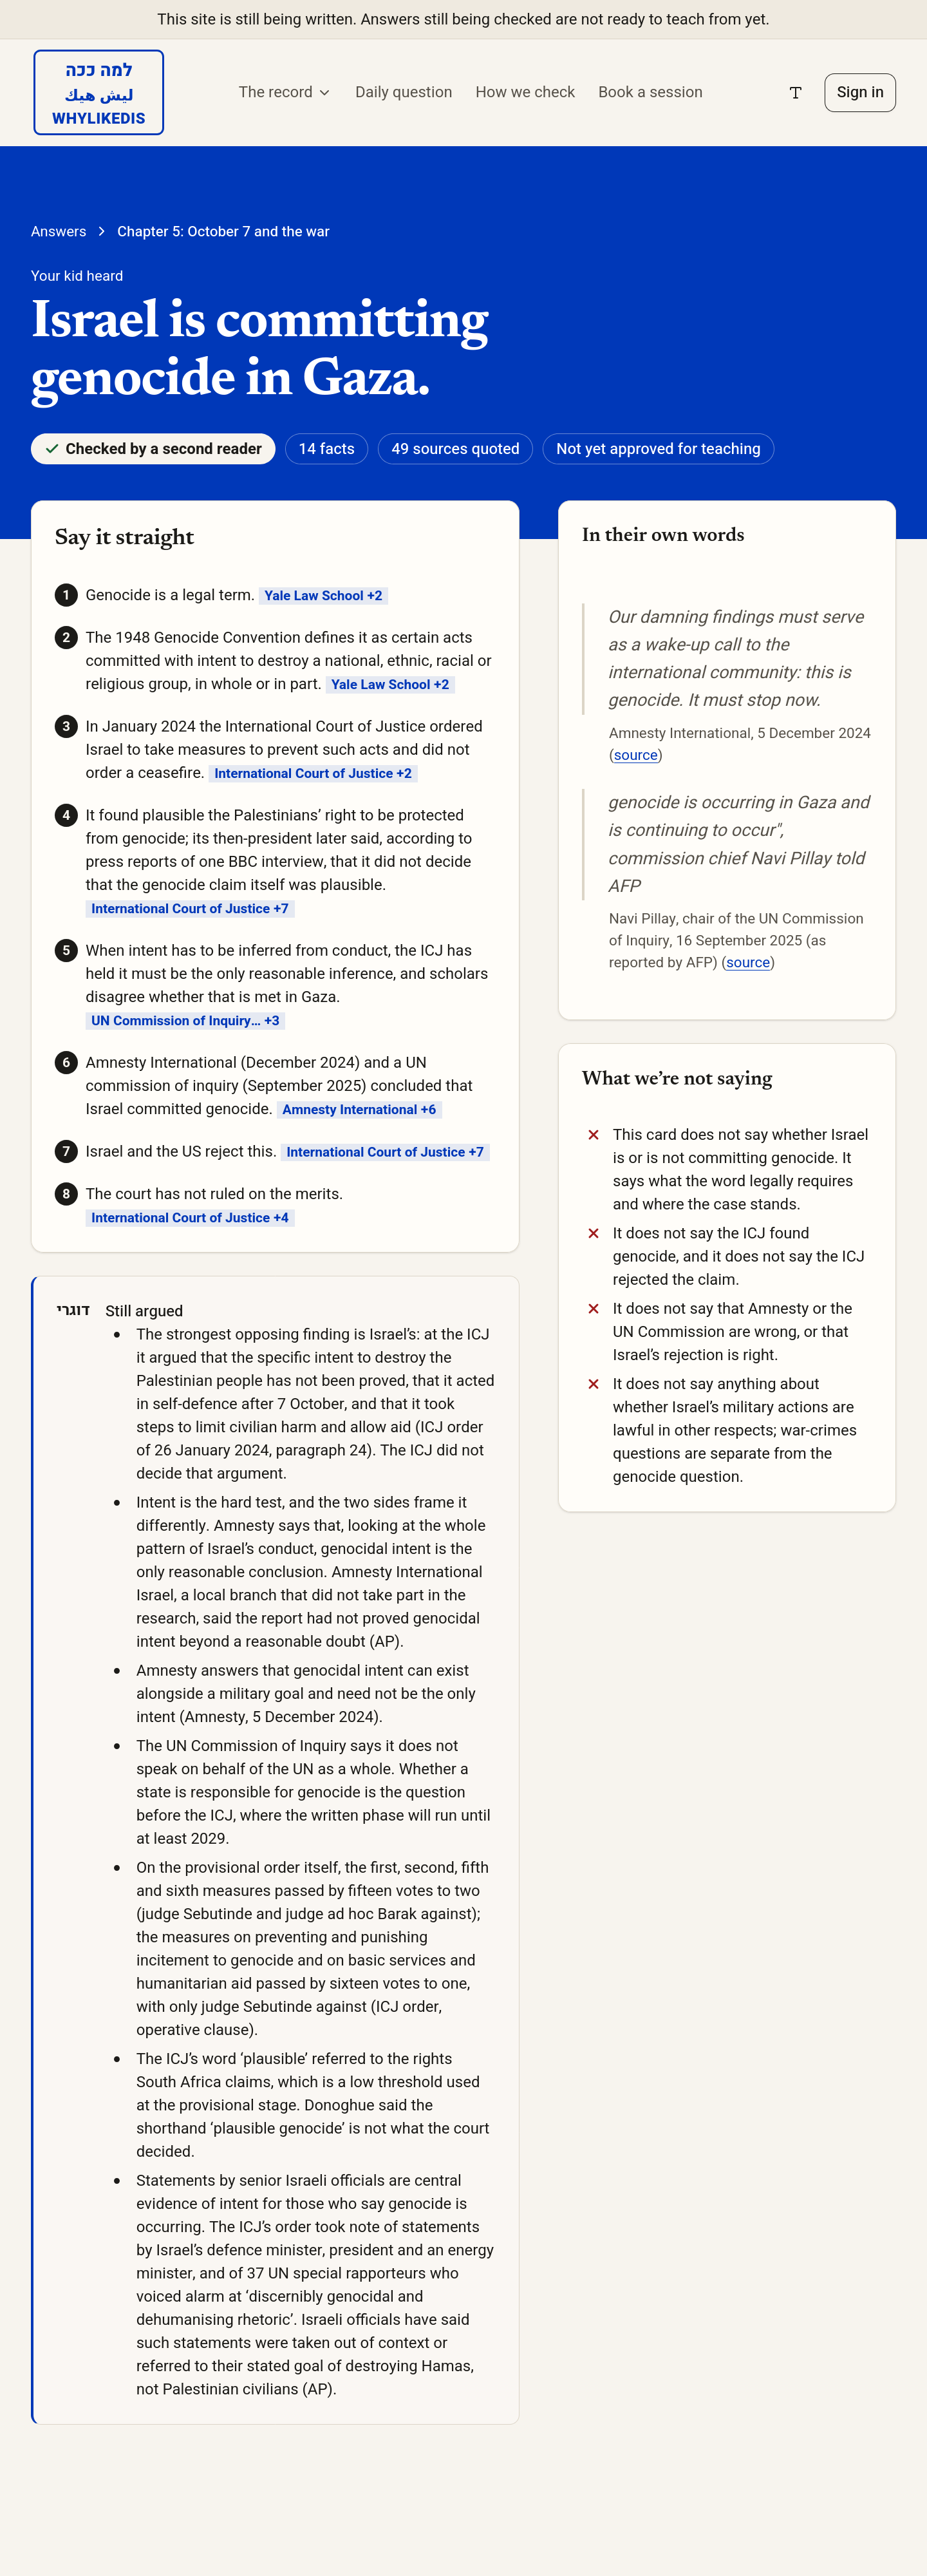 This site is still being written. Answers still being checked are not ready to teach from yet.
למה ככה
ليش هيك
WHYLIKEDIS
The record
Daily question
How we check
Book a session
Sign in
Answers
Chapter 5: October 7 and the war
Your kid heard
Israel is committing
genocide in Gaza.
Checked by a second reader
14 facts
49 sources quoted
Not yet approved for teaching
Say it straight
1 Genocide is a legal term. Yale Law School +2
2 The 1948 Genocide Convention defines it as certain acts
committed with intent to destroy a national, ethnic, racial or
religious group, in whole or in part. Yale Law School +2
3 In January 2024 the International Court of Justice ordered
Israel to take measures to prevent such acts and did not
order a ceasefire. International Court of Justice +2
4 It found plausible the Palestinians’ right to be protected
from genocide; its then-president later said, according to
press reports of one BBC interview, that it did not decide
that the genocide claim itself was plausible.
International Court of Justice +7
5 When intent has to be inferred from conduct, the ICJ has
held it must be the only reasonable inference, and scholars
disagree whether that is met in Gaza.
UN Commission of Inquiry… +3
6 Amnesty International (December 2024) and a UN
commission of inquiry (September 2025) concluded that
Israel committed genocide. Amnesty International +6
7 Israel and the US reject this. International Court of Justice +7
8 The court has not ruled on the merits.
International Court of Justice +4
דוגרי
Still argued
The strongest opposing finding is Israel’s: at the ICJ
it argued that the specific intent to destroy the
Palestinian people has not been proved, that it acted
in self-defence after 7 October, and that it took
steps to limit civilian harm and allow aid (ICJ order
of 26 January 2024, paragraph 24). The ICJ did not
decide that argument.
Intent is the hard test, and the two sides frame it
differently. Amnesty says that, looking at the whole
pattern of Israel’s conduct, genocidal intent is the
only reasonable conclusion. Amnesty International
Israel, a local branch that did not take part in the
research, said the report had not proved genocidal
intent beyond a reasonable doubt (AP).
Amnesty answers that genocidal intent can exist
alongside a military goal and need not be the only
intent (Amnesty, 5 December 2024).
The UN Commission of Inquiry says it does not
speak on behalf of the UN as a whole. Whether a
state is responsible for genocide is the question
before the ICJ, where the written phase will run until
at least 2029.
On the provisional order itself, the first, second, fifth
and sixth measures passed by fifteen votes to two
(judge Sebutinde and judge ad hoc Barak against);
the measures on preventing and punishing
incitement to genocide and on basic services and
humanitarian aid passed by sixteen votes to one,
with only judge Sebutinde against (ICJ order,
operative clause).
The ICJ’s word ‘plausible’ referred to the rights
South Africa claims, which is a low threshold used
at the provisional stage. Donoghue said the
shorthand ‘plausible genocide’ is not what the court
decided.
Statements by senior Israeli officials are central
evidence of intent for those who say genocide is
occurring. The ICJ’s order took note of statements
by Israel’s defence minister, president and an energy
minister, and of 37 UN special rapporteurs who
voiced alarm at ‘discernibly genocidal and
dehumanising rhetoric’. Israeli officials have said
such statements were taken out of context or
referred to their stated goal of destroying Hamas,
not Palestinian civilians (AP).
In their own words
Our damning findings must serve
as a wake-up call to the
international community: this is
genocide. It must stop now.
Amnesty International, 5 December 2024
(source)
genocide is occurring in Gaza and
is continuing to occur",
commission chief Navi Pillay told
AFP
Navi Pillay, chair of the UN Commission
of Inquiry, 16 September 2025 (as
reported by AFP) (source)
What we’re not saying
This card does not say whether Israel
is or is not committing genocide. It
says what the word legally requires
and where the case stands.
It does not say the ICJ found
genocide, and it does not say the ICJ
rejected the claim.
It does not say that Amnesty or the
UN Commission are wrong, or that
Israel’s rejection is right.
It does not say anything about
whether Israel’s military actions are
lawful in other respects; war-crimes
questions are separate from the
genocide question.